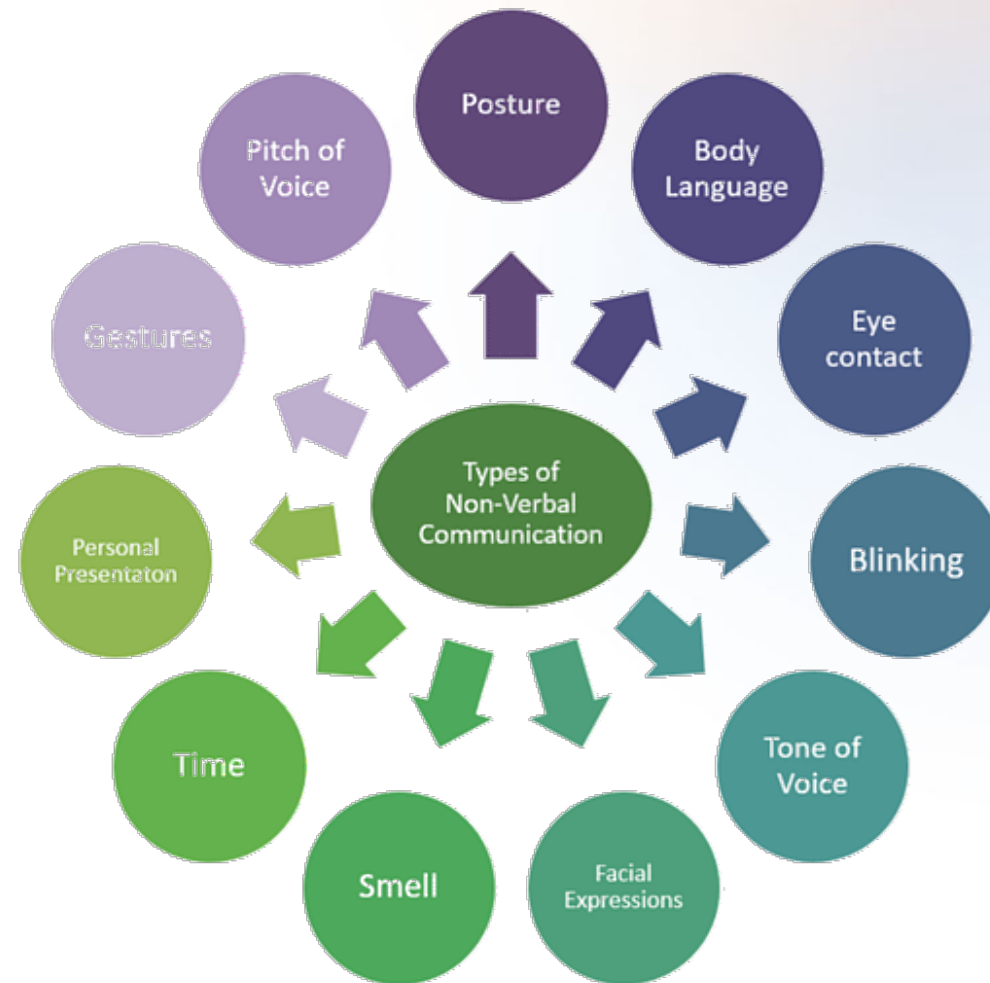 Posture
Body
Language
Eye
contact
Blinking
Tone of
Voice
Facial
Expressions
Smell
Time
Personal
Presentaton
Gestures
Pitch of
Voice
Types of
Non-Verbal
Communication